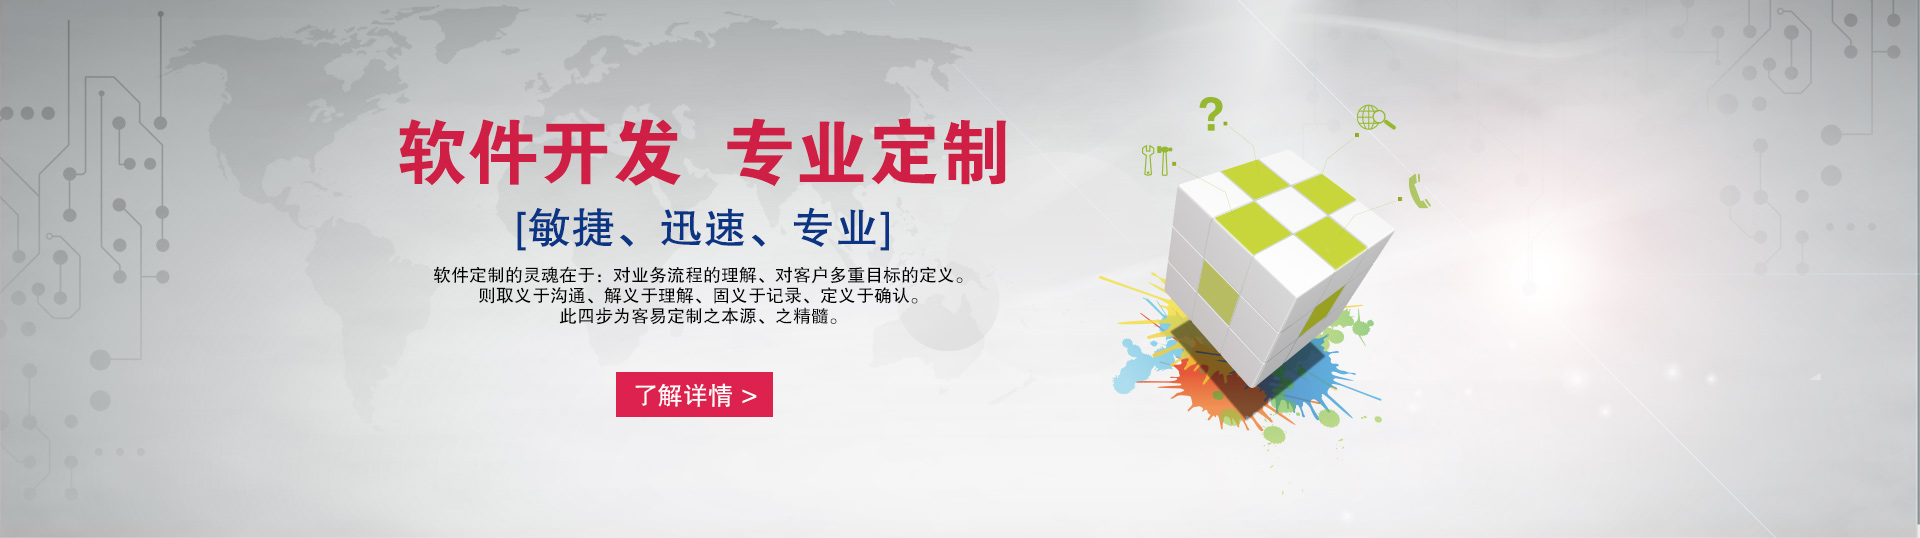 软件开发 专业定制
[敏捷、迅速、专业]
软件定制的灵魂在于：对业务流程的理解、对客户多重目标的定义。
则取义于沟通、解义于理解、固义于记录、定义于确认。
此四步为客易定制之本源、之精髓。
了解详情 >
?